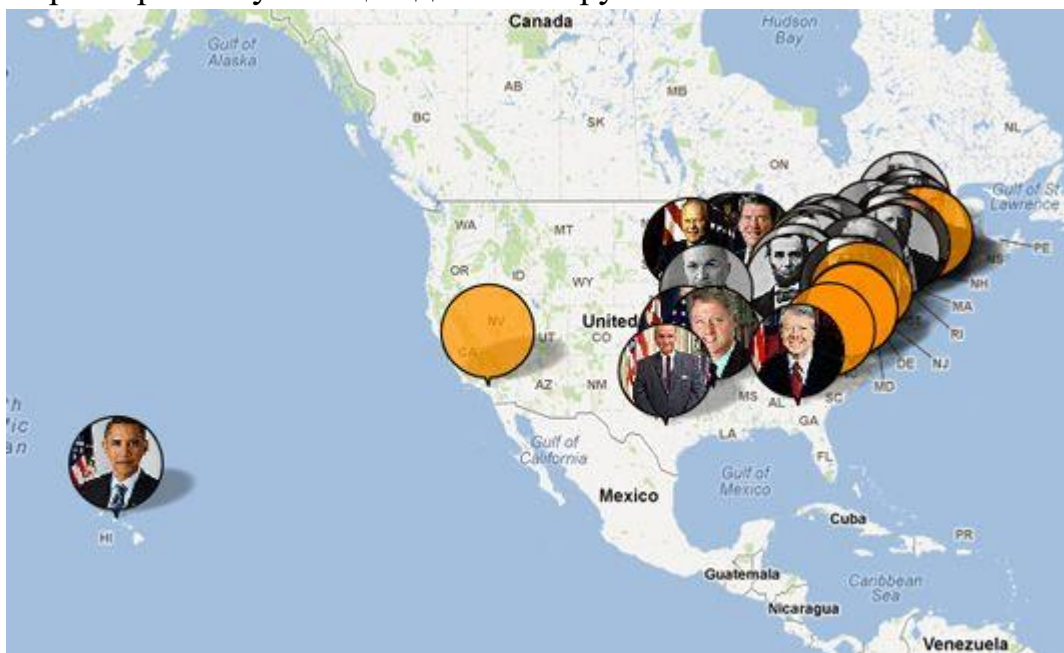 Canada
Hudson
Bay
Gulf of
Alaska
AB
MB
BC
SK
NL
ON
Gulf of St
Lawrence
WA
MT
PE
NS
OR
ID
NH
WY
MA
NV
United
RI
UT
CO
CA
DE
NJ
MD
AZ
NM
MS
AL
SC
GA
LA
FL
Gulf of
California
Gulf of
Mexico
Mexico
HI
Cuba
PR
Guatemala
Caribbean
Sea
Nicaragua
Venezuela